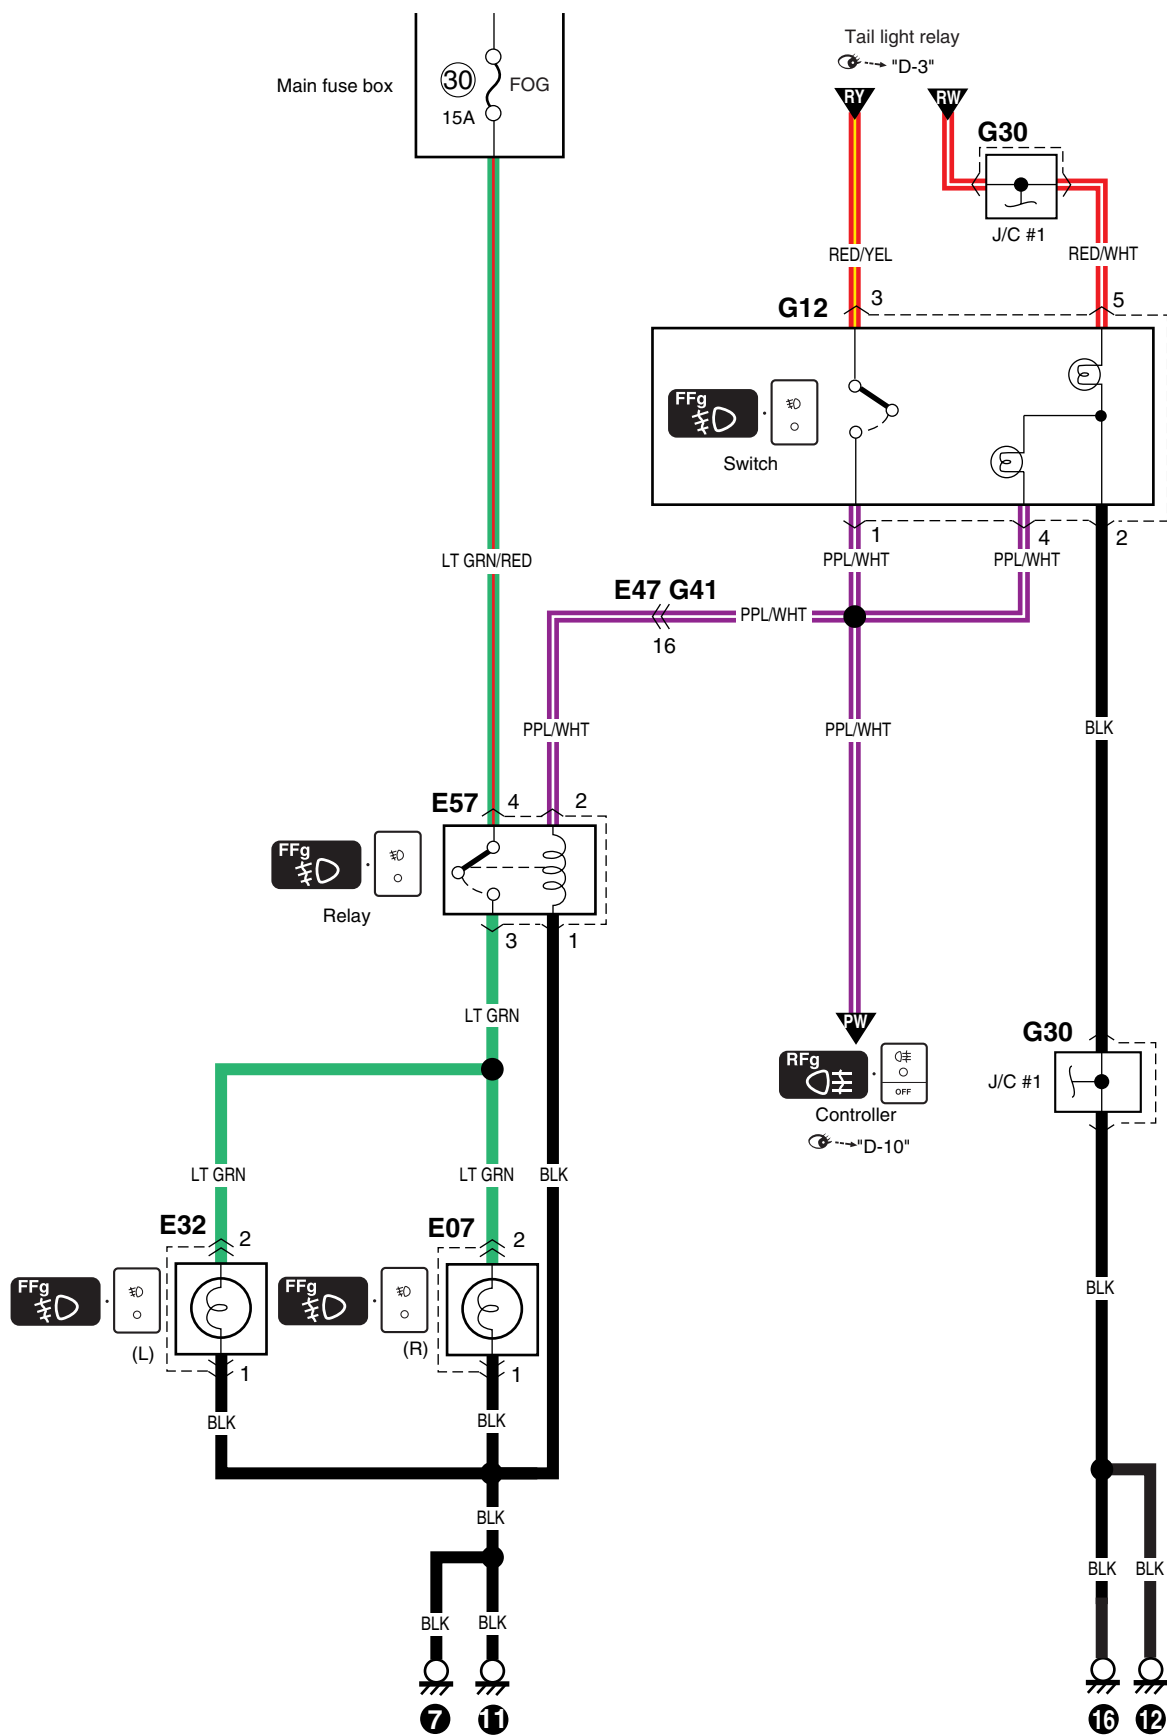 Tail light relay
"D-3"
Main fuse box
30
FOG
15A
RY
RW
G30
J/C #1
RED/YEL
RED/WHT
G12
3
5
FFg
Switch
1
4
2
LT GRN/RED
PPL/WHT
PPL/WHT
E47 G41
PPL/WHT
16
PPL/WHT
PPL/WHT
BLK
E57
4
2
FFg
Relay
3
1
LT GRN
PW
G30
RFg
OFF
J/C #1
Controller
"D-10"
LT GRN
LT GRN
BLK
E32
2
E07
2
FFg
FFg
BLK
(L)
(R)
1
1
BLK
BLK
BLK
BLK
BLK
BLK
BLK
7
11
16
12